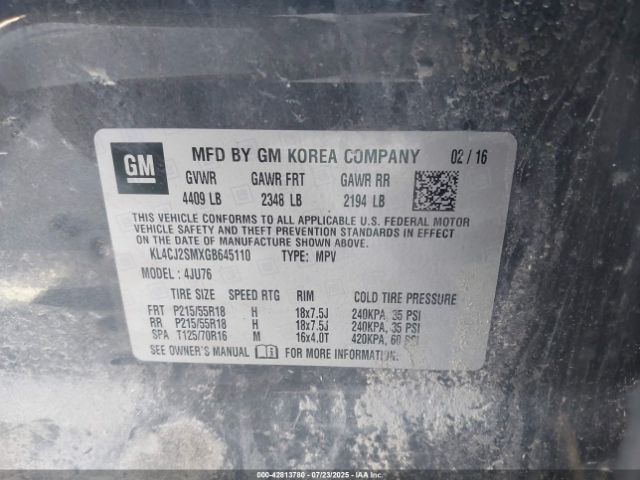 GM MFD BY GM KOREA COMPANY 02 / 16
GVWR GAWR FRT GAWR RR
4409 LB 2348 LB 2194 LB
THIS VEHICLE CONFORMS TO ALL APPLICABLE U.S. FEDERAL MOTOR
VEHICLE SAFETY AND THEFT PREVENTION STANDARDS IN EFFECT
ON THE DATE OF MANUFACTURE SHOWN ABOVE.
KL4CJ2SMXGB645110 TYPE: MPV
MODEL : 4JU76
TIRE SIZE SPEED RTG RIM COLD TIRE PRESSURE
FRT P215/55R18 H 18x7.5J 240KPA, 35 PSI
RR P215/55R18 H 18x7.5J 240KPA, 35 PSI
SPA T125/70R16 M 16x4.0T 420KPA, 60 PSI
SEE OWNER'S MANUAL FOR MORE INFORMATION
000-42813780 - 07/23/2025 - IAA